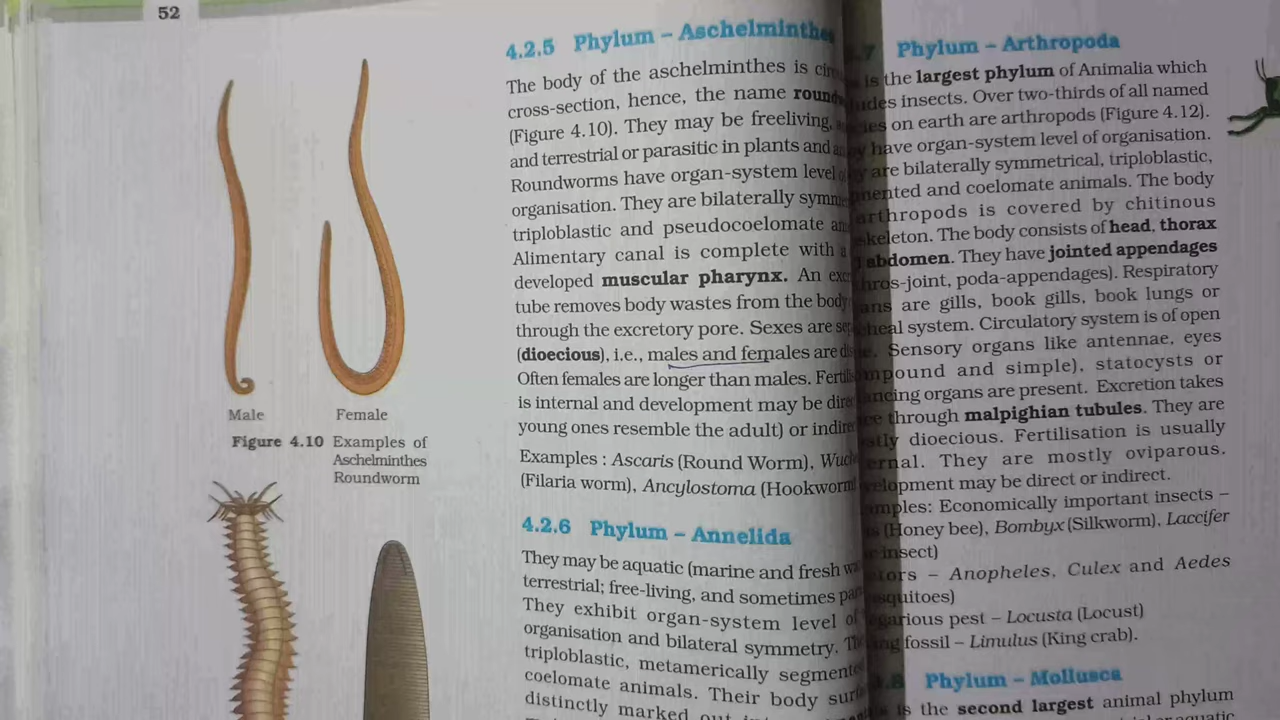 52
Male Female
Figure 4.10 Examples of
Aschelminthes
Roundworm
4.2.5 Phylum – Aschelminthes
The body of the aschelminthes is
cross-section, hence, the name
(Figure 4.10). They may be freeliving,
and terrestrial or parasitic in plants and
Roundworms have organ-system level
organisation. They are bilaterally
triploblastic and pseudocoelomate
Alimentary canal is complete with a
developed muscular pharynx. An
tube removes body wastes from the body
through the excretory pore. Sexes are
(dioecious), i.e., males and females are
Often females are longer than males.
is internal and development may be
young ones resemble the adult) or
Examples : Ascaris (Round Worm),
(Filaria worm), Ancylostoma (Hookworm
4.2.6 Phylum – Annelida
They may be aquatic (marine and fresh
terrestrial; free-living, and sometimes
They exhibit organ-system level of
organisation and bilateral symmetry.
triploblastic, metamerically
coelomate animals. Their body
distinctly marked out
Phylum – Arthropoda
is the largest phylum of Animalia which
insects. Over two-thirds of all named
on earth are arthropods (Figure 4.12).
have organ-system level of organisation.
are bilaterally symmetrical, triploblastic,
and coelomate animals. The body
arthropods is covered by chitinous
The body consists of head, thorax
abdomen. They have jointed appendages
poda-appendages). Respiratory
are gills, book gills, book lungs or
system. Circulatory system is of open
Sensory organs like antennae, eyes
and simple), statocysts or
organs are present. Excretion takes
through malpighian tubules. They are
dioecious. Fertilisation is usually
They are mostly oviparous.
may be direct or indirect.
Economically important insects –
(Honey bee), Bombyx (Silkworm), Laccifer
insect)
– Anopheles, Culex and Aedes
pest – Locusta (Locust)
fossil – Limulus (King crab).
Phylum – Mollusca
is the second largest animal phylum